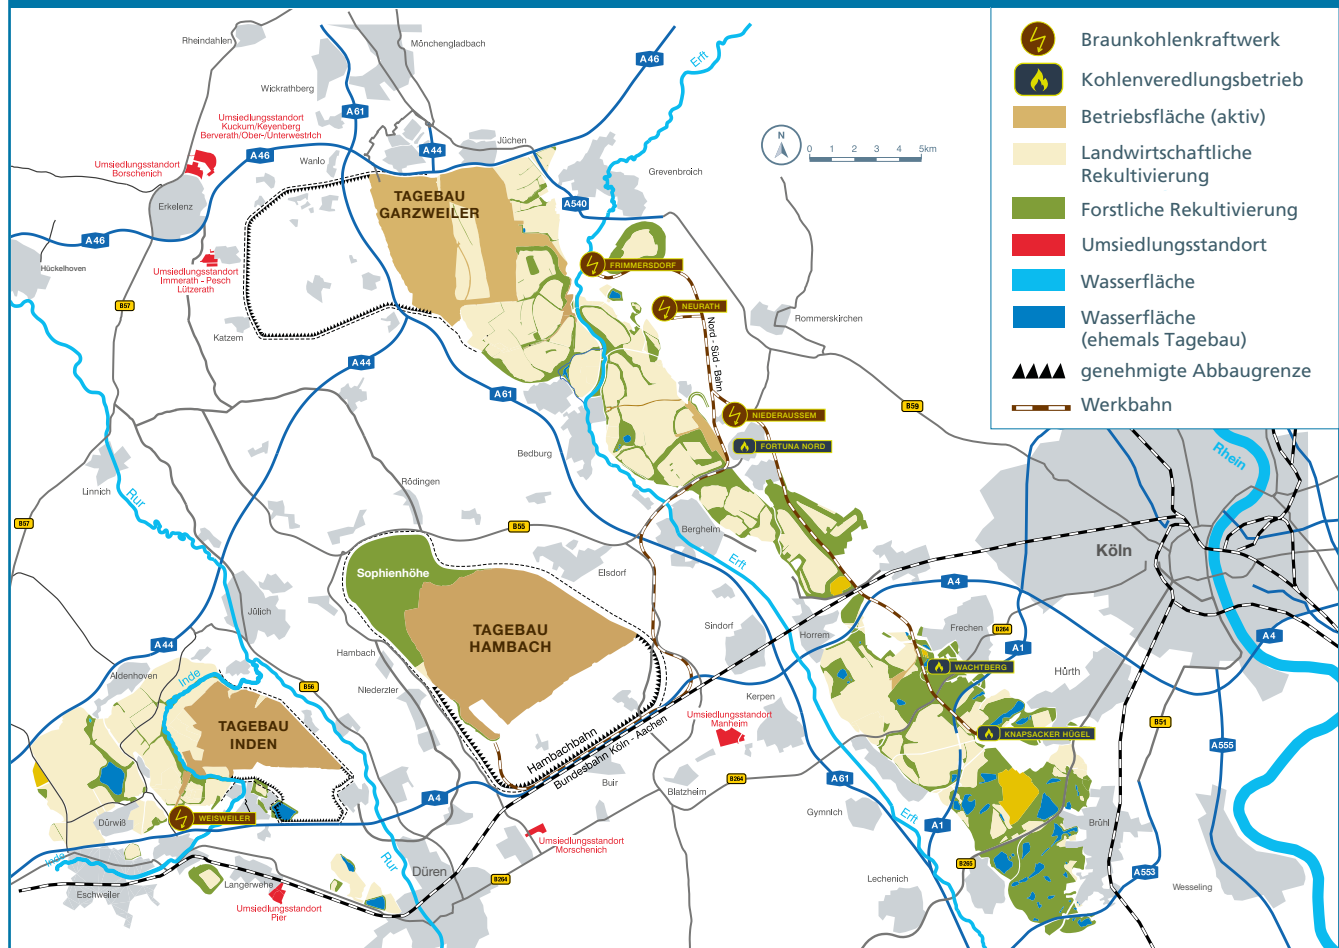 Braunkohlenkraftwerk
Kohlenveredlungsbetrieb
Betriebsfläche (aktiv)
Landwirtschaftliche
Rekultivierung
Forstliche Rekultivierung
Umsiedlungsstandort
Wasserfläche
Wasserfläche
(ehemals Tagebau)
genehmigte Abbaugrenze
Werkbahn
N
0 1 2 3 4 5km
Rheindahlen
Mönchengladbach
A46
Erft
Wickrathberg
A61
Umsiedlungsstandort
Kuckum/Keyenberg
Berverath/Ober-/Unterwestrich
A44
Jüchen
Wanlo
A46
Umsiedlungsstandort
Borschenich
Grevenbroich
TAGEBAU
GARZWEILER
A540
Erkelenz
A46
Hückelhoven
Umsiedlungsstandort
Immerath - Pesch
Lützerath
FRIMMERSDORF
B57
NEURATH
Rommerskirchen
Katzem
Nord - Süd - Bahn
A44
A61
B59
NIEDERAUSSEM
FORTUNA NORD
Bedburg
Rhein
Linnich
Rur
Rödingen
B57
B55
Bergheim
Köln
Erft
Sophienhöhe
Elsdorf
A4
Jülich
TAGEBAU
HAMBACH
Sindorf
Horrem
Frechen
B264
A4
A44
A1
Hambach
Aldenhoven
Inde
WACHTBERG
Hürth
Niederzier
B56
Kerpen
Umsiedlungsstandort
Manheim
B51
TAGEBAU
INDEN
KNAPSACKER HÜGEL
A555
Hambachbahn
Bundesbahn Köln - Aachen
Buir
B264
A61
Blatzheim
A4
Gymnich
Erft
WEISWEILER
Dürwiß
A1
Brühl
Umsiedlungsstandort
Morschenich
Inde
Rur
B265
A553
Düren
B264
Lechenich
Wesseling
Eschweiler
Langerwehe
Umsiedlungsstandort
Pier